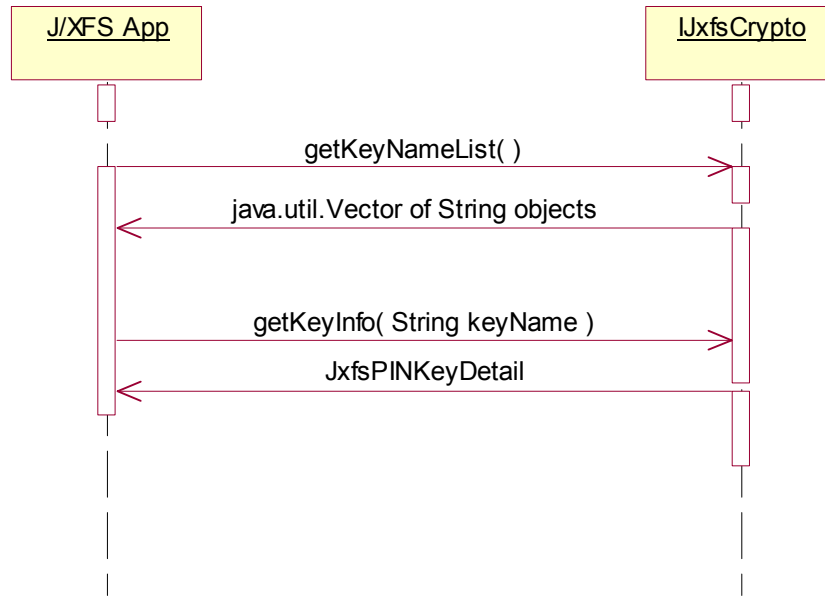 J/XFS App
IJxfsCrypto
getKeyNameList( )
java.util.Vector of String objects
getKeyInfo( String keyName )
JxfsPINKeyDetail